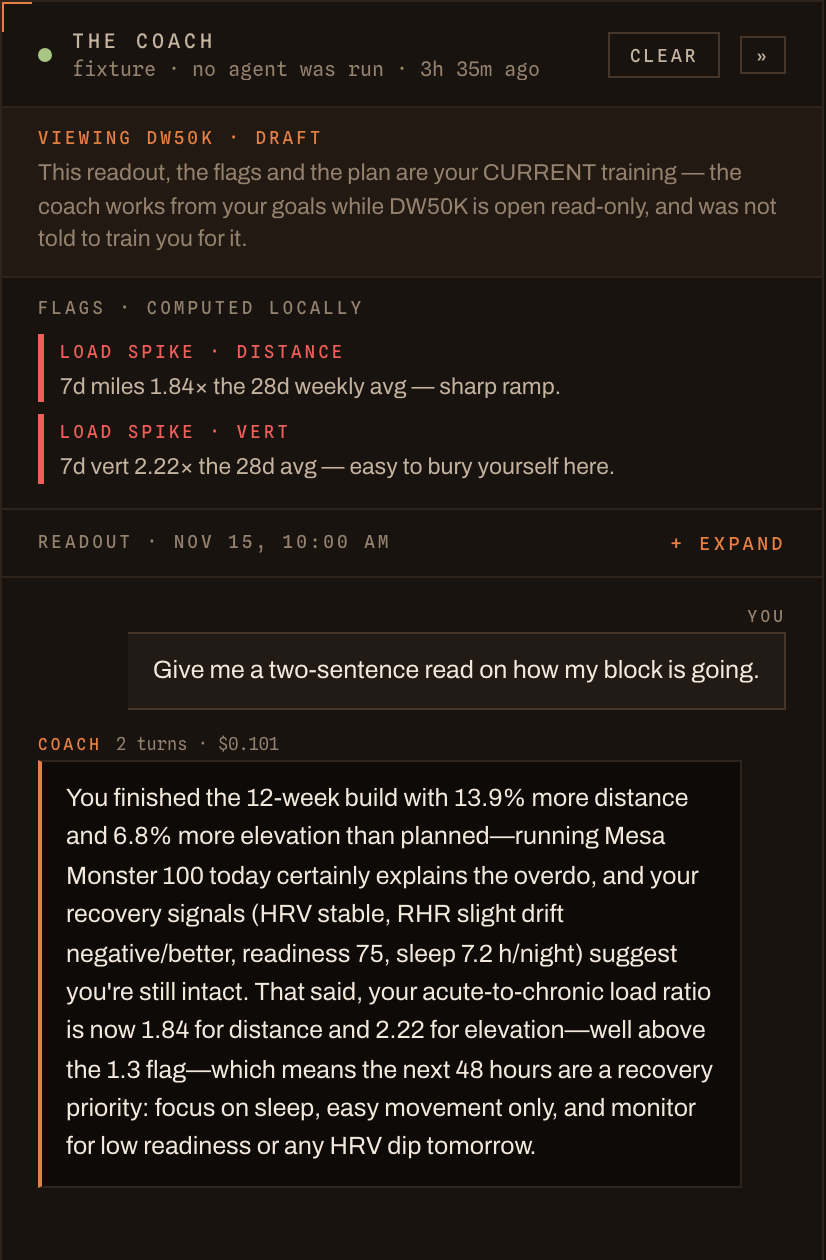 THE COACH
fixture · no agent was run · 3h 35m ago
CLEAR
»
VIEWING DW50K · DRAFT
This readout, the flags and the plan are your CURRENT training — the
coach works from your goals while DW50K is open read-only, and was not
told to train you for it.
FLAGS · COMPUTED LOCALLY
LOAD SPIKE · DISTANCE
7d miles 1.84× the 28d weekly avg — sharp ramp.
LOAD SPIKE · VERT
7d vert 2.22× the 28d avg — easy to bury yourself here.
READOUT · NOV 15, 10:00 AM
+ EXPAND
YOU
Give me a two-sentence read on how my block is going.
COACH 2 turns · $0.101
You finished the 12-week build with 13.9% more distance
and 6.8% more elevation than planned—running Mesa
Monster 100 today certainly explains the overdo, and your
recovery signals (HRV stable, RHR slight drift
negative/better, readiness 75, sleep 7.2 h/night) suggest
you're still intact. That said, your acute-to-chronic load ratio
is now 1.84 for distance and 2.22 for elevation—well above
the 1.3 flag—which means the next 48 hours are a recovery
priority: focus on sleep, easy movement only, and monitor
for low readiness or any HRV dip tomorrow.